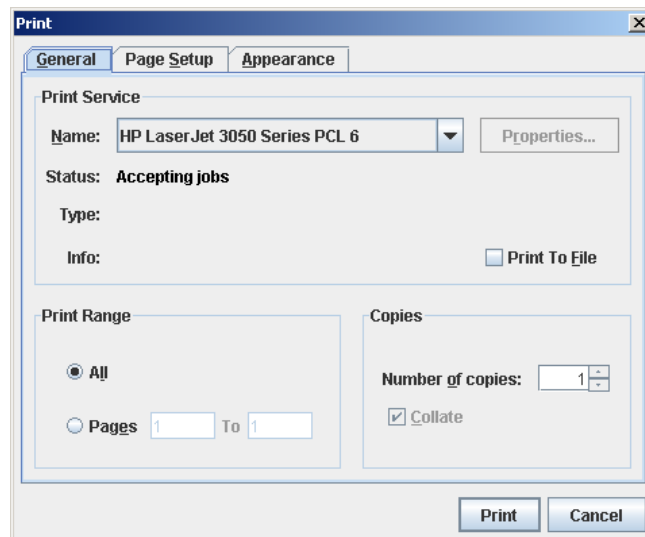 Print
General Page Setup Appearance
Print Service
Name: HP LaserJet 3050 Series PCL 6 Properties...
Status: Accepting jobs
Type:
Info: Print To File
Print Range Copies
All
Number of copies: 1
Pages 1 To 1
Collate
Print Cancel